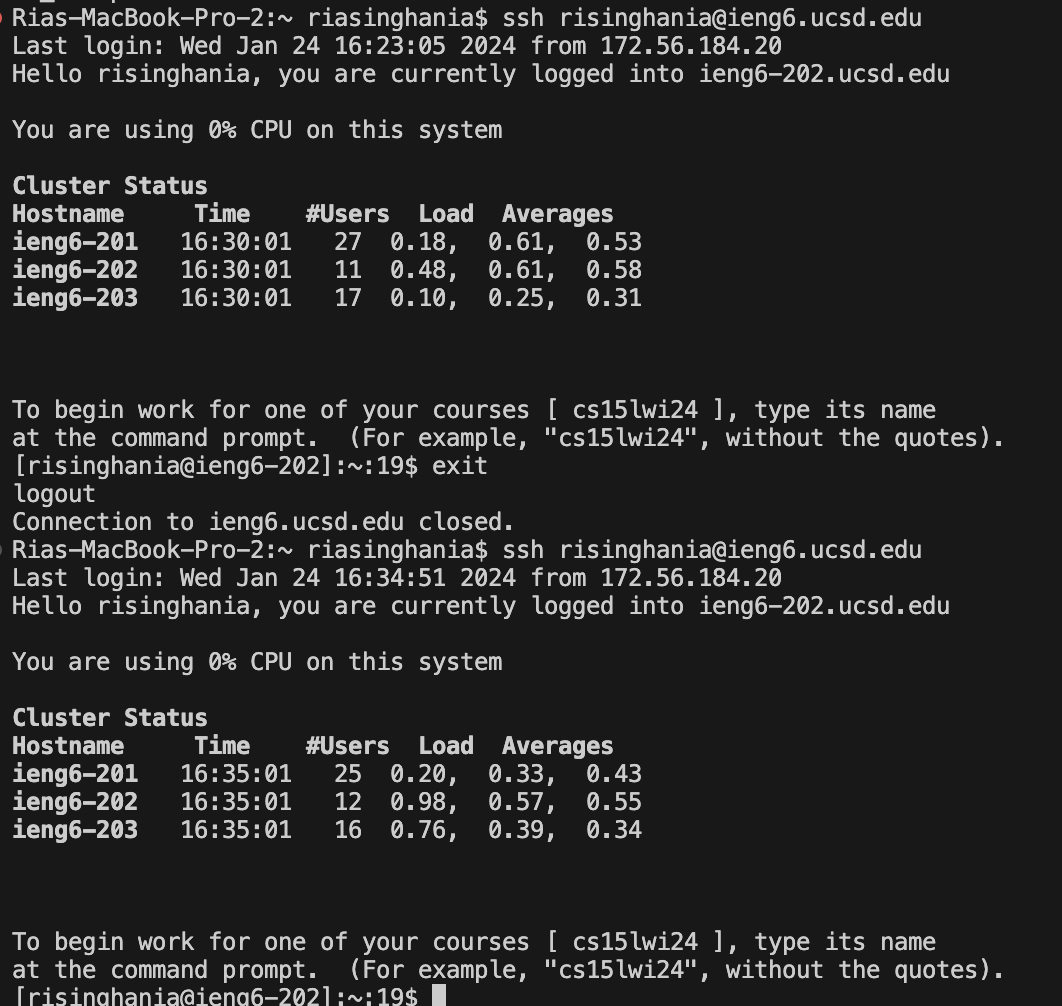 Rias-MacBook-Pro-2:~ riasinghania$ ssh risinghania@ieng6.ucsd.edu
Last login: Wed Jan 24 16:23:05 2024 from 172.56.184.20
Hello risinghania, you are currently logged into ieng6-202.ucsd.edu
You are using 0% CPU on this system
Cluster Status
Hostname     Time    #Users  Load  Averages
ieng6-201   16:30:01   27  0.18,  0.61,  0.53
ieng6-202   16:30:01   11  0.48,  0.61,  0.58
ieng6-203   16:30:01   17  0.10,  0.25,  0.31
To begin work for one of your courses [ cs15lwi24 ], type its name
at the command prompt.  (For example, "cs15lwi24", without the quotes).
[risinghania@ieng6-202]:~:19$ exit
logout
Connection to ieng6.ucsd.edu closed.
Rias-MacBook-Pro-2:~ riasinghania$ ssh risinghania@ieng6.ucsd.edu
Last login: Wed Jan 24 16:34:51 2024 from 172.56.184.20
Hello risinghania, you are currently logged into ieng6-202.ucsd.edu
You are using 0% CPU on this system
Cluster Status
Hostname     Time    #Users  Load  Averages
ieng6-201   16:35:01   25  0.20,  0.33,  0.43
ieng6-202   16:35:01   12  0.98,  0.57,  0.55
ieng6-203   16:35:01   16  0.76,  0.39,  0.34
To begin work for one of your courses [ cs15lwi24 ], type its name
at the command prompt.  (For example, "cs15lwi24", without the quotes).
[risinghania@ieng6-202]:~:19$